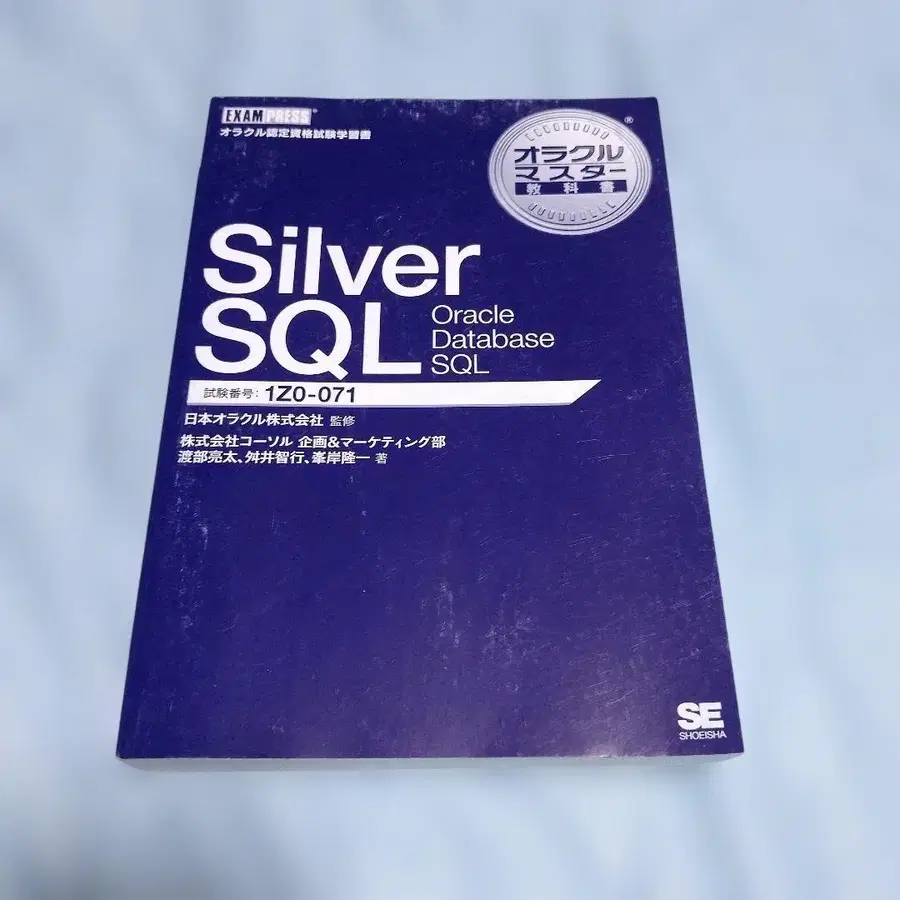 EXAMPRESS®
オラクル認定資格試験学習書
オラクル
マスター
教科書
®
Silver
SQL
Oracle
Database
SQL
試験番号: 1Z0-071
日本オラクル株式会社 監修
株式会社コーソル 企画&マーケティング部
渡部亮太、舛井智行、峯岸隆一 著
SE
SHOEISHA